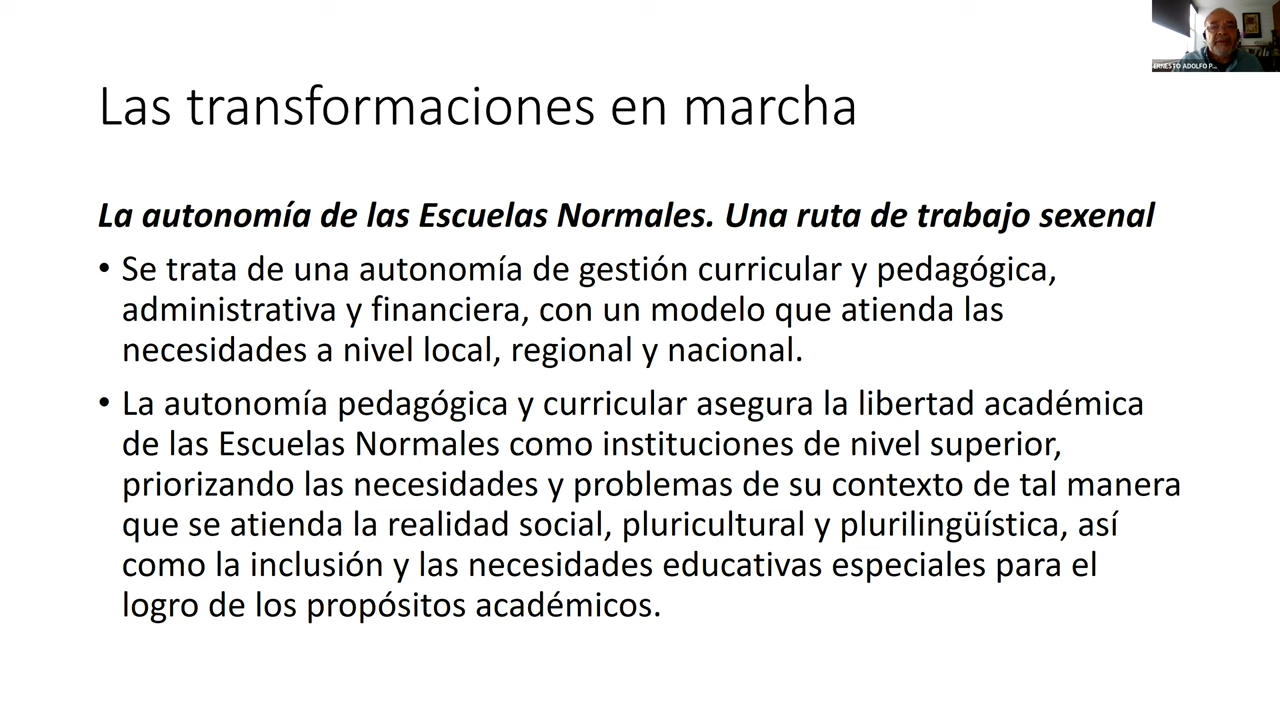 ERNESTO ADOLFO P...
Las transformaciones en marcha
La autonomía de las Escuelas Normales. Una ruta de trabajo sexenal
• Se trata de una autonomía de gestión curricular y pedagógica,
administrativa y financiera, con un modelo que atienda las
necesidades a nivel local, regional y nacional.
• La autonomía pedagógica y curricular asegura la libertad académica
de las Escuelas Normales como instituciones de nivel superior,
priorizando las necesidades y problemas de su contexto de tal manera
que se atienda la realidad social, pluricultural y plurilingüística, así
como la inclusión y las necesidades educativas especiales para el
logro de los propósitos académicos.